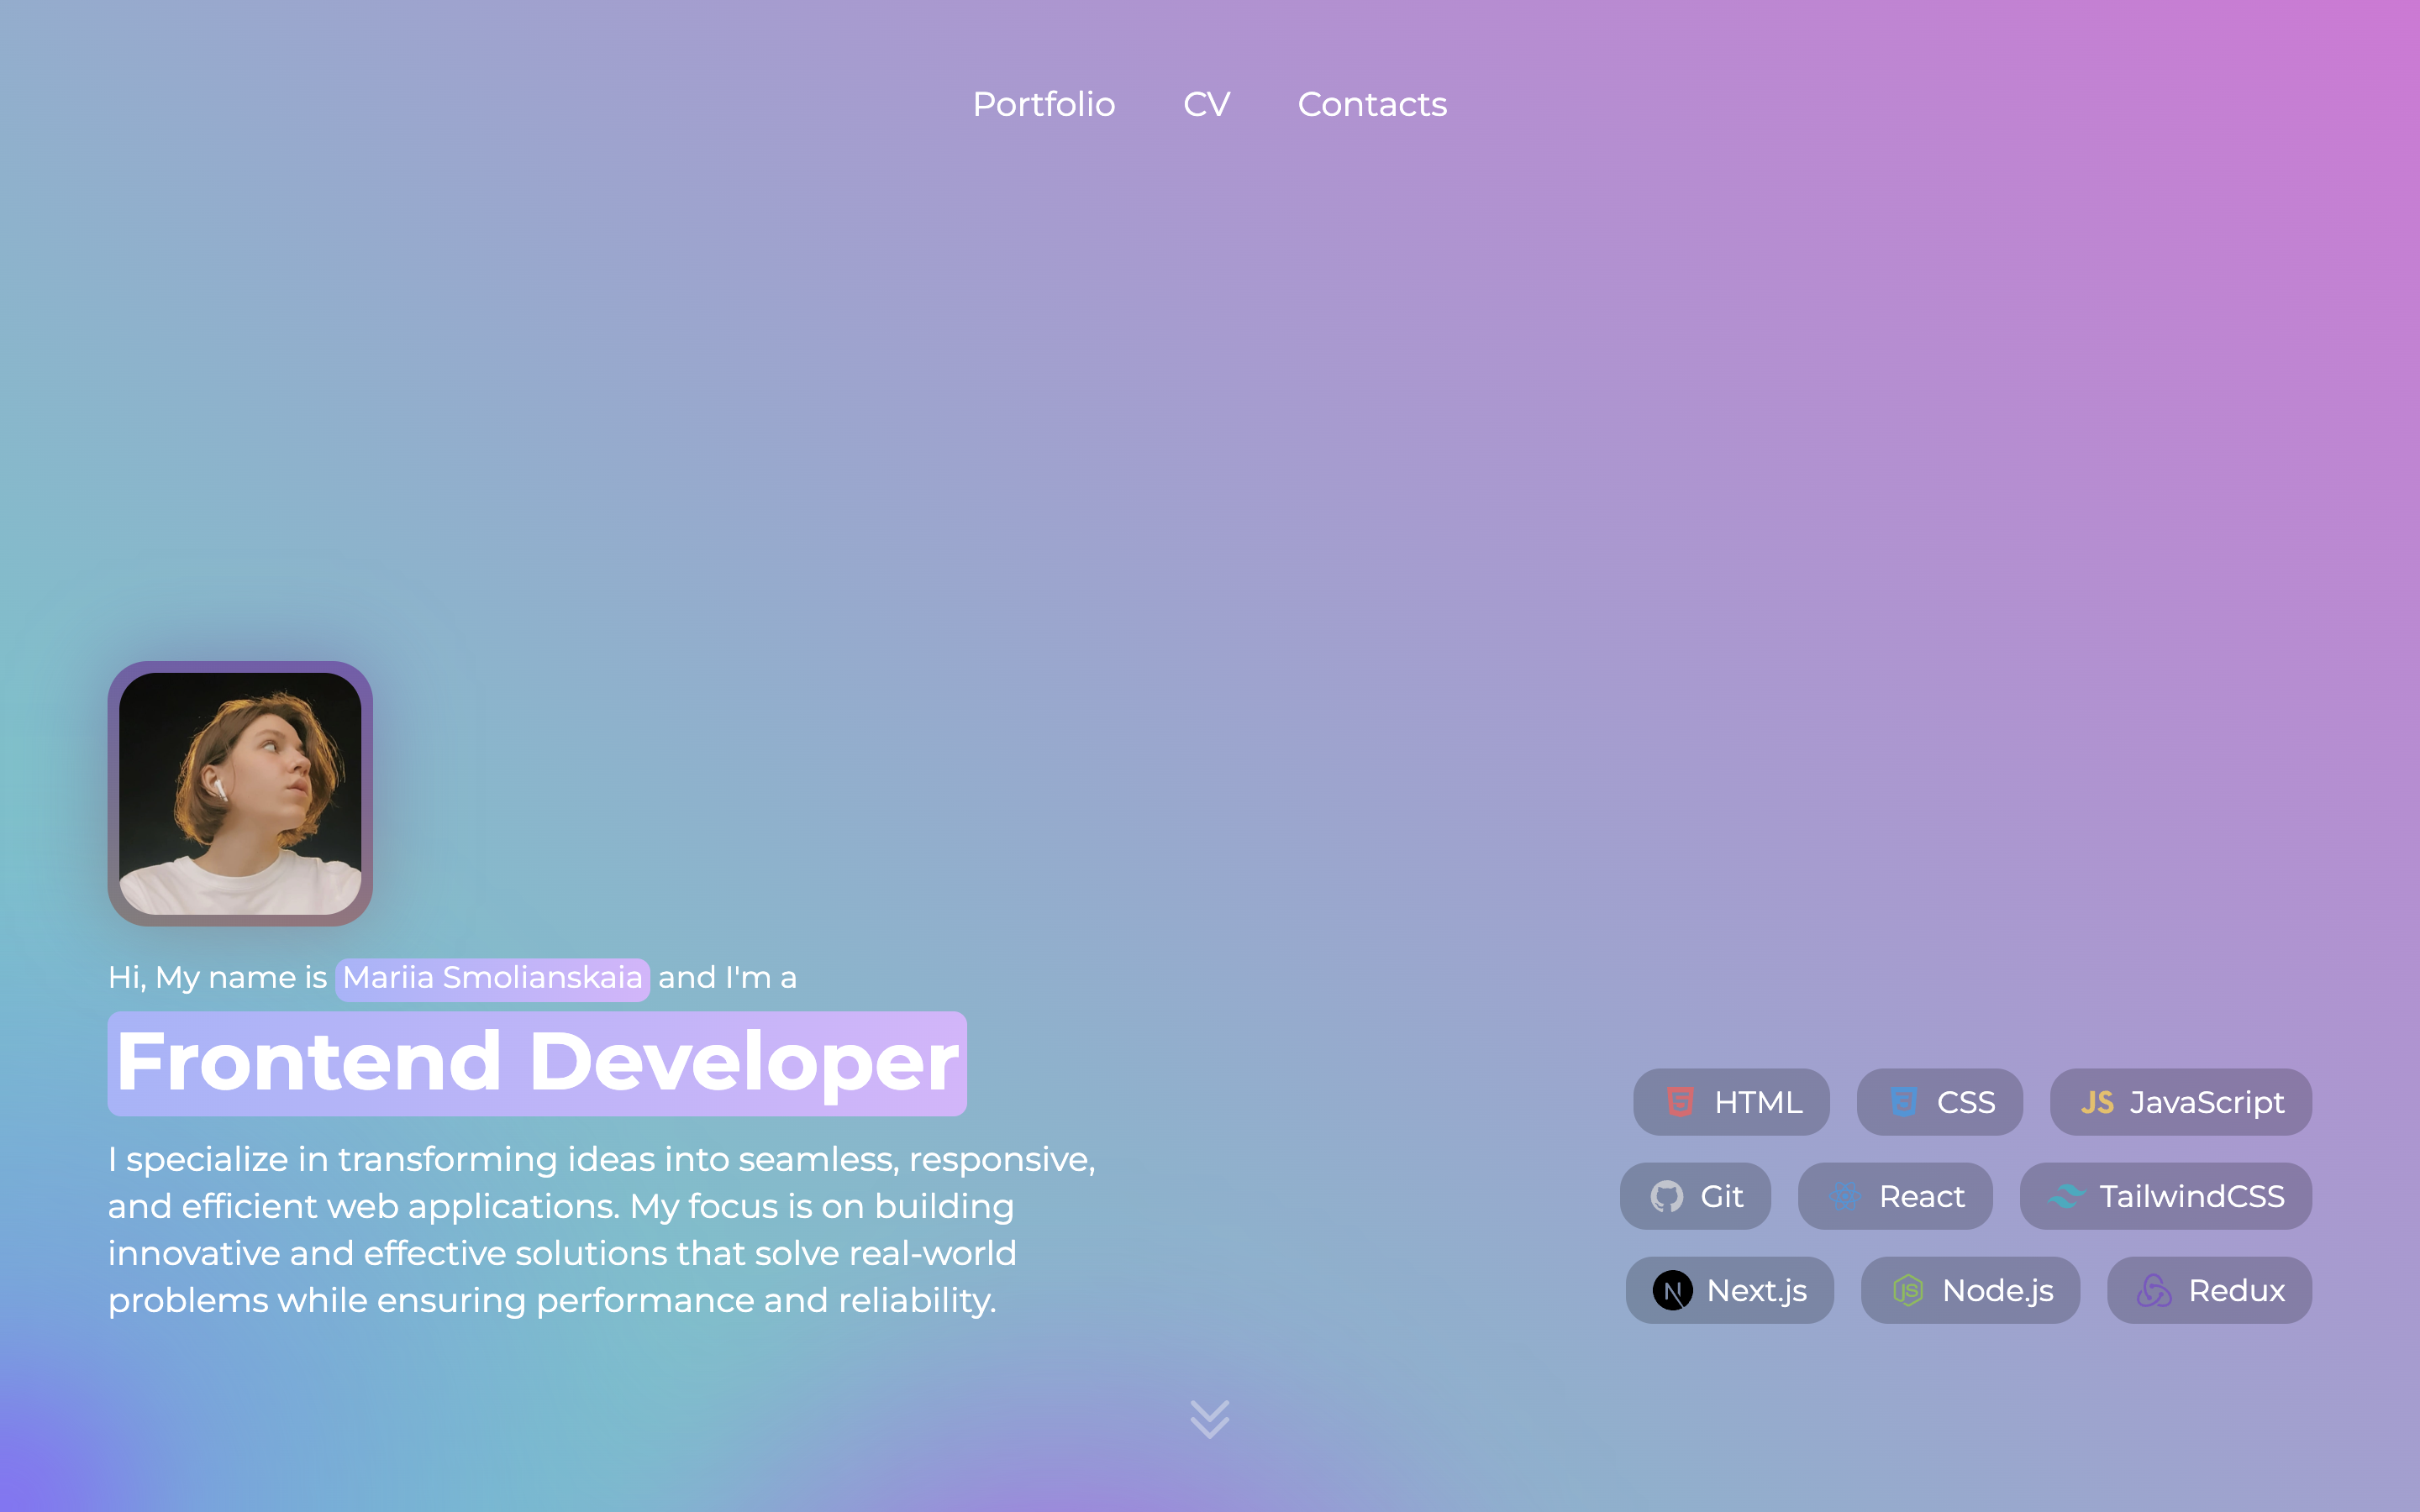 Portfolio CV Contacts
Hi, My name is Mariia Smolianskaia and I'm a
Frontend Developer
I specialize in transforming ideas into seamless, responsive,
and efficient web applications. My focus is on building
innovative and effective solutions that solve real-world
problems while ensuring performance and reliability.
HTML CSS JS JavaScript
Git React TailwindCSS
N Next.js JS Node.js Redux